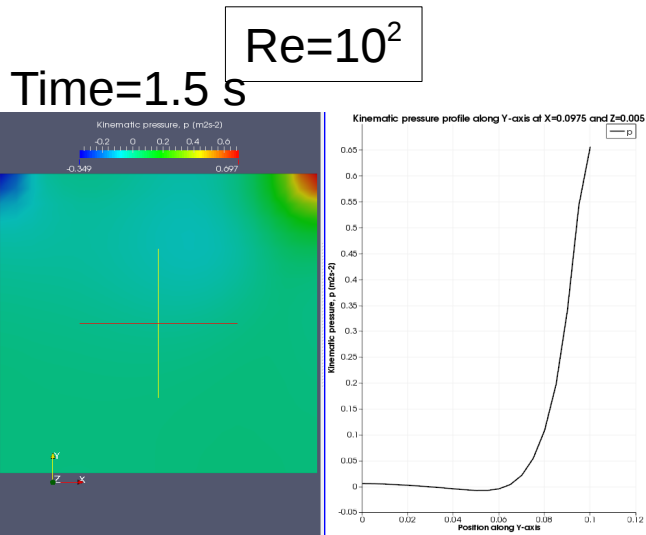 Re=10²
Time=1.5 s
Kinematic pressure, p (m2s-2)
-0.2 0 0.2 0.4 0.6
-0.349 0.697
Y
Z X
Kinematic pressure profile along Y-axis at X=0.0975 and Z=0.005
p
0.65
0.6
0.55
0.5
0.45
0.4
0.35
0.3
0.25
0.2
0.15
0.1
0.05
0
-0.05
Kinematic pressure, p (m2s-2)
0 0.02 0.04 0.06 0.08 0.1 0.12
Position along Y-axis